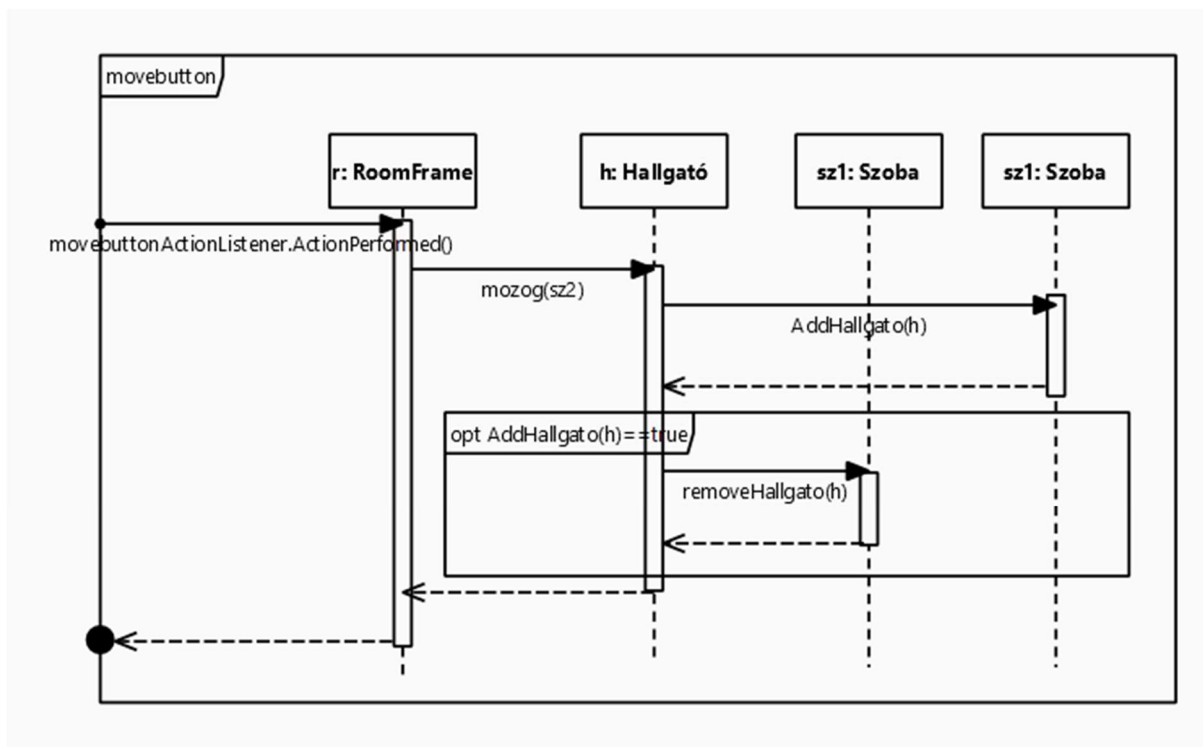 movebutton
r: RoomFrame
h: Hallgató
sz1: Szoba
sz1: Szoba
movebuttonActionListener.ActionPerformed()
mozog(sz2)
AddHallgato(h)
opt AddHallgato(h)==true
removeHallgato(h)